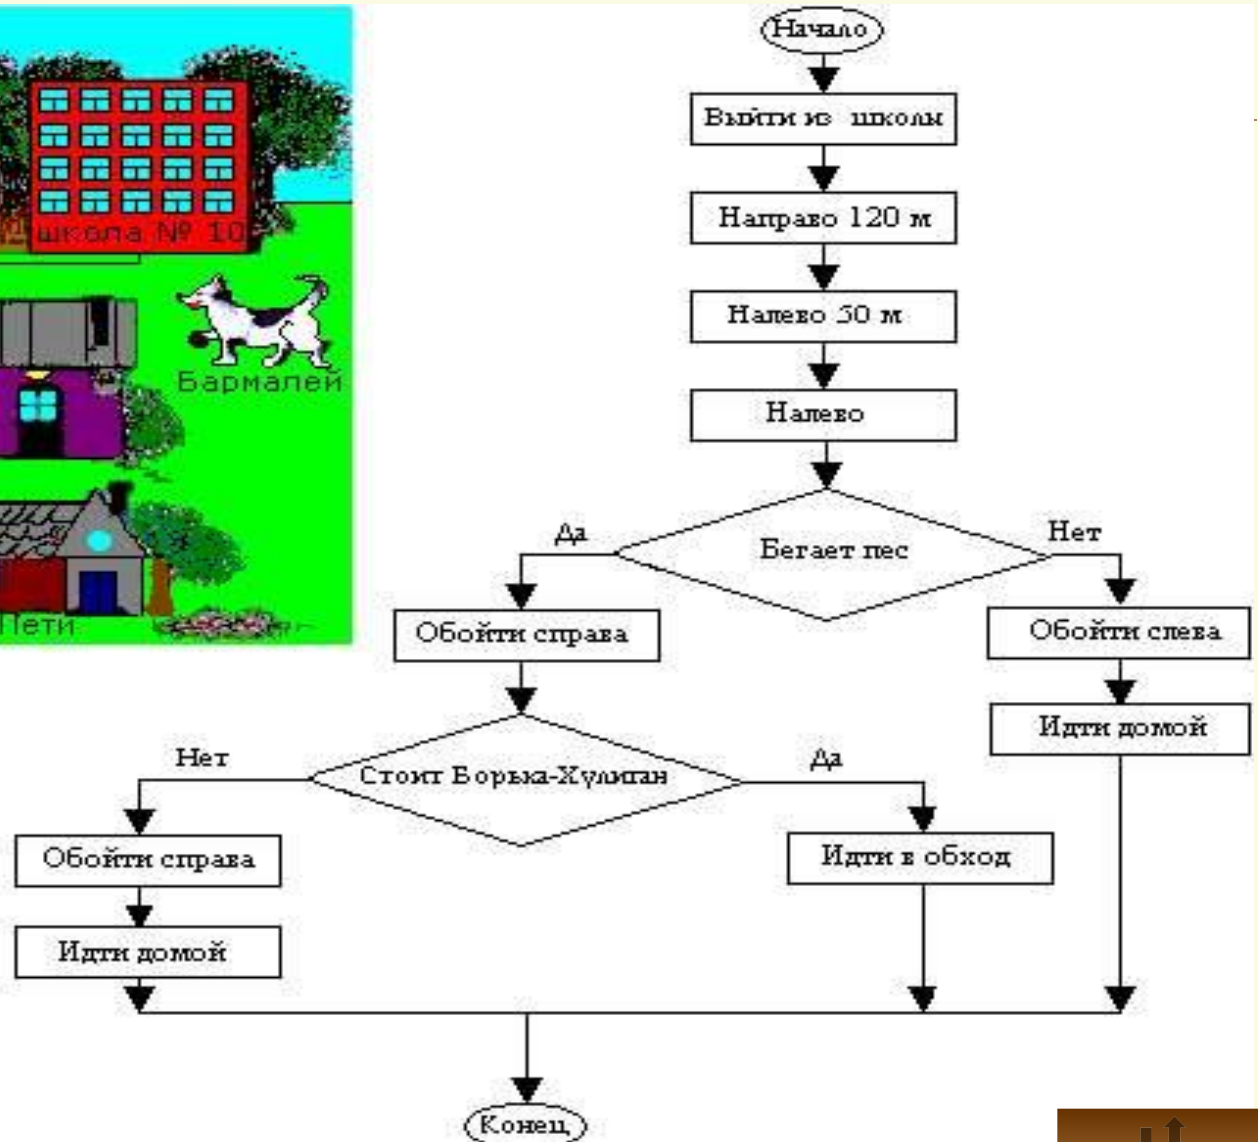 школа № 10
Бармалей
Пети
Начало
Выйти из школы
Направо 120 м
Налево 50 м
Налево
Бегает пес
Да
Нет
Обойти справа
Обойти слева
Идти домой
Стоит Борька-Хулиган
Нет
Да
Обойти справа
Идти в обход
Идти домой
Конец